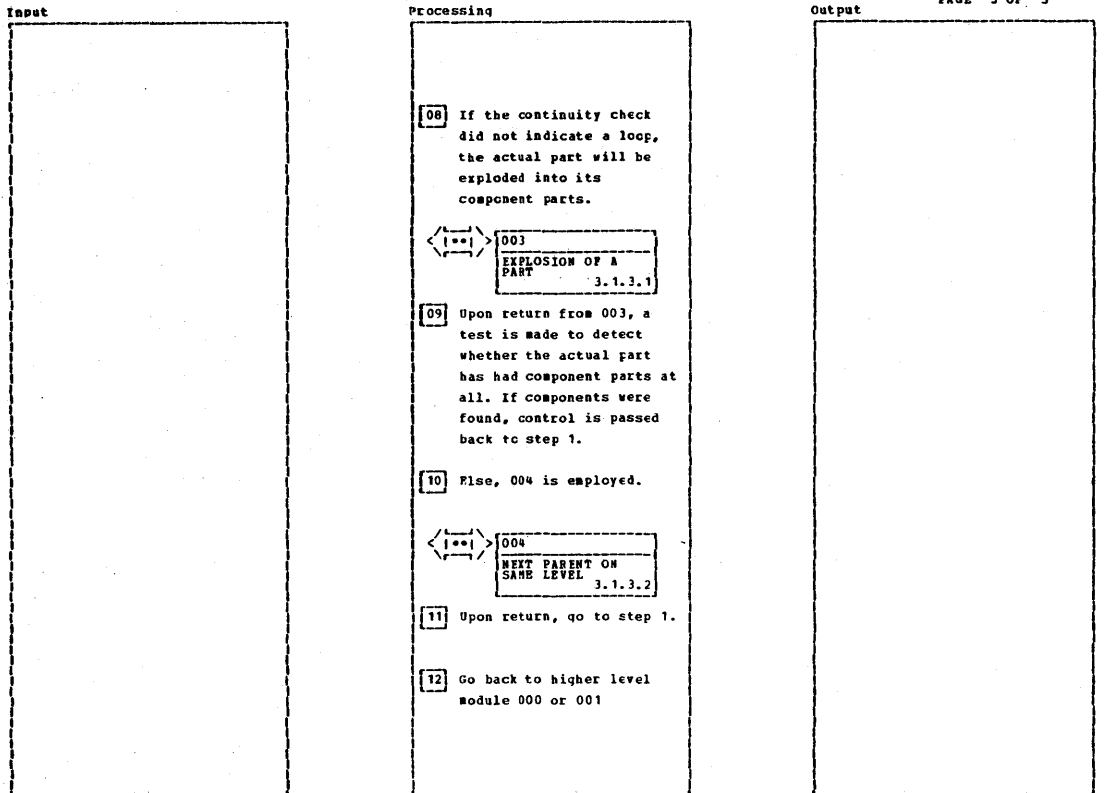 Input
Processing
Output
PAGE 3 OF 3
08 If the continuity check
did not indicate a loop,
the actual part will be
exploded into its
component parts.
003
EXPLOSION OF A
PART
3.1.3.1
09 Upon return from 003, a
test is made to detect
whether the actual part
has had component parts at
all. If components were
found, control is passed
back to step 1.
10 Else, 004 is employed.
004
NEXT PARENT ON
SAME LEVEL
3.1.3.2
11 Upon return, go to step 1.
12 Go back to higher level
module 000 or 001